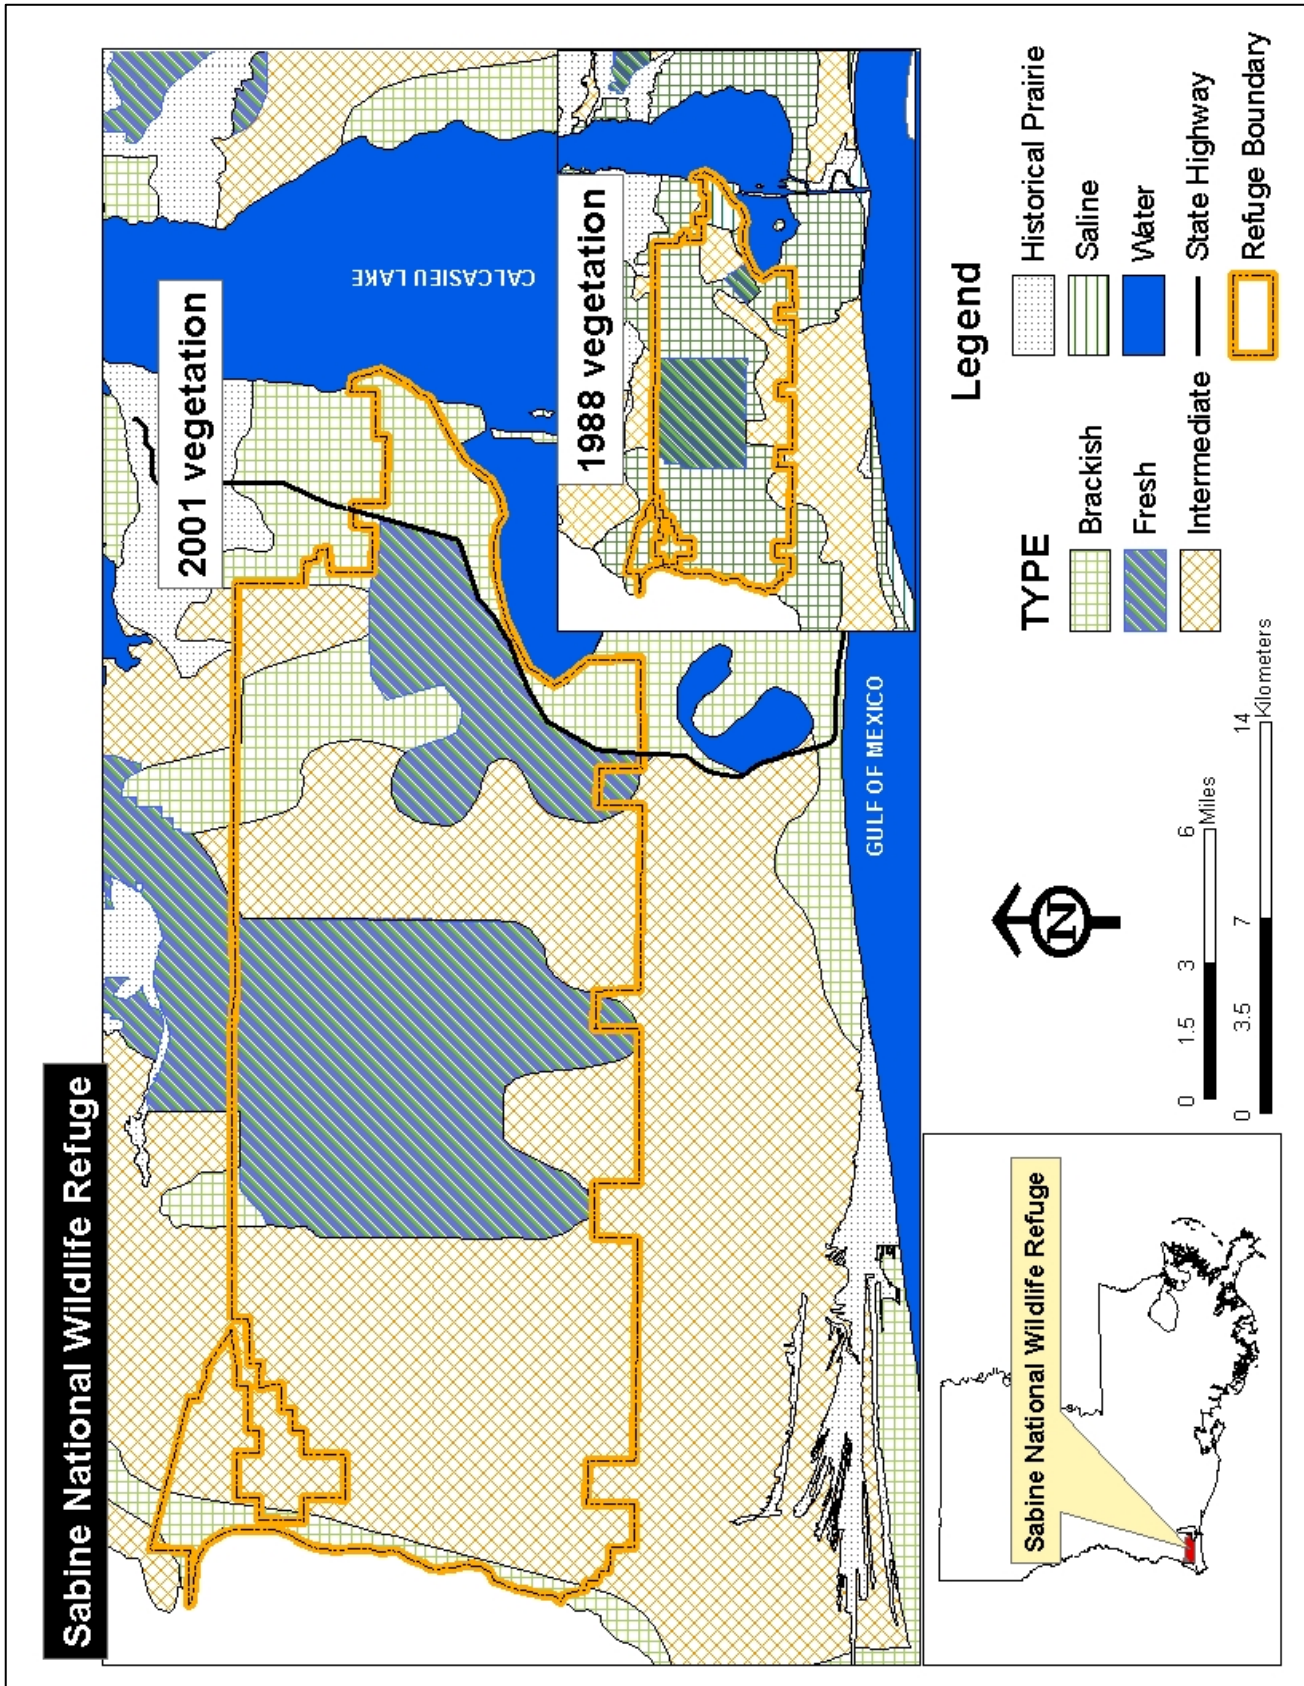 Sabine National Wildlife Refuge
2001 vegetation
CALCASIEU LAKE
1988 vegetation
GULF OF MEXICO
Legend
TYPE
Brackish
Fresh
Intermediate
Historical Prairie
Saline
Water
State Highway
Refuge Boundary
N
0 1.5 3 6
Miles
0 3.5 7 14
Kilometers
Sabine National Wildlife Refuge